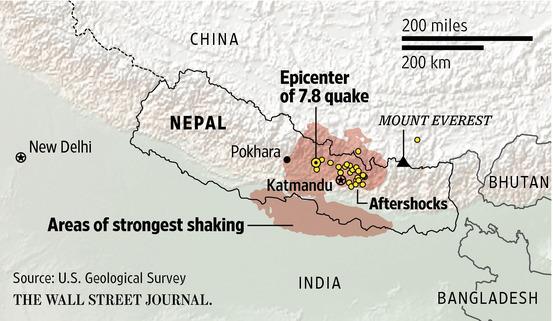 200 miles
200 km
CHINA
Epicenter
of 7.8 quake
MOUNT EVEREST
NEPAL
New Delhi
Pokhara
Katmandu
BHUTAN
Aftershocks
Areas of strongest shaking
Source: U.S. Geological Survey
INDIA
THE WALL STREET JOURNAL.
BANGLADESH